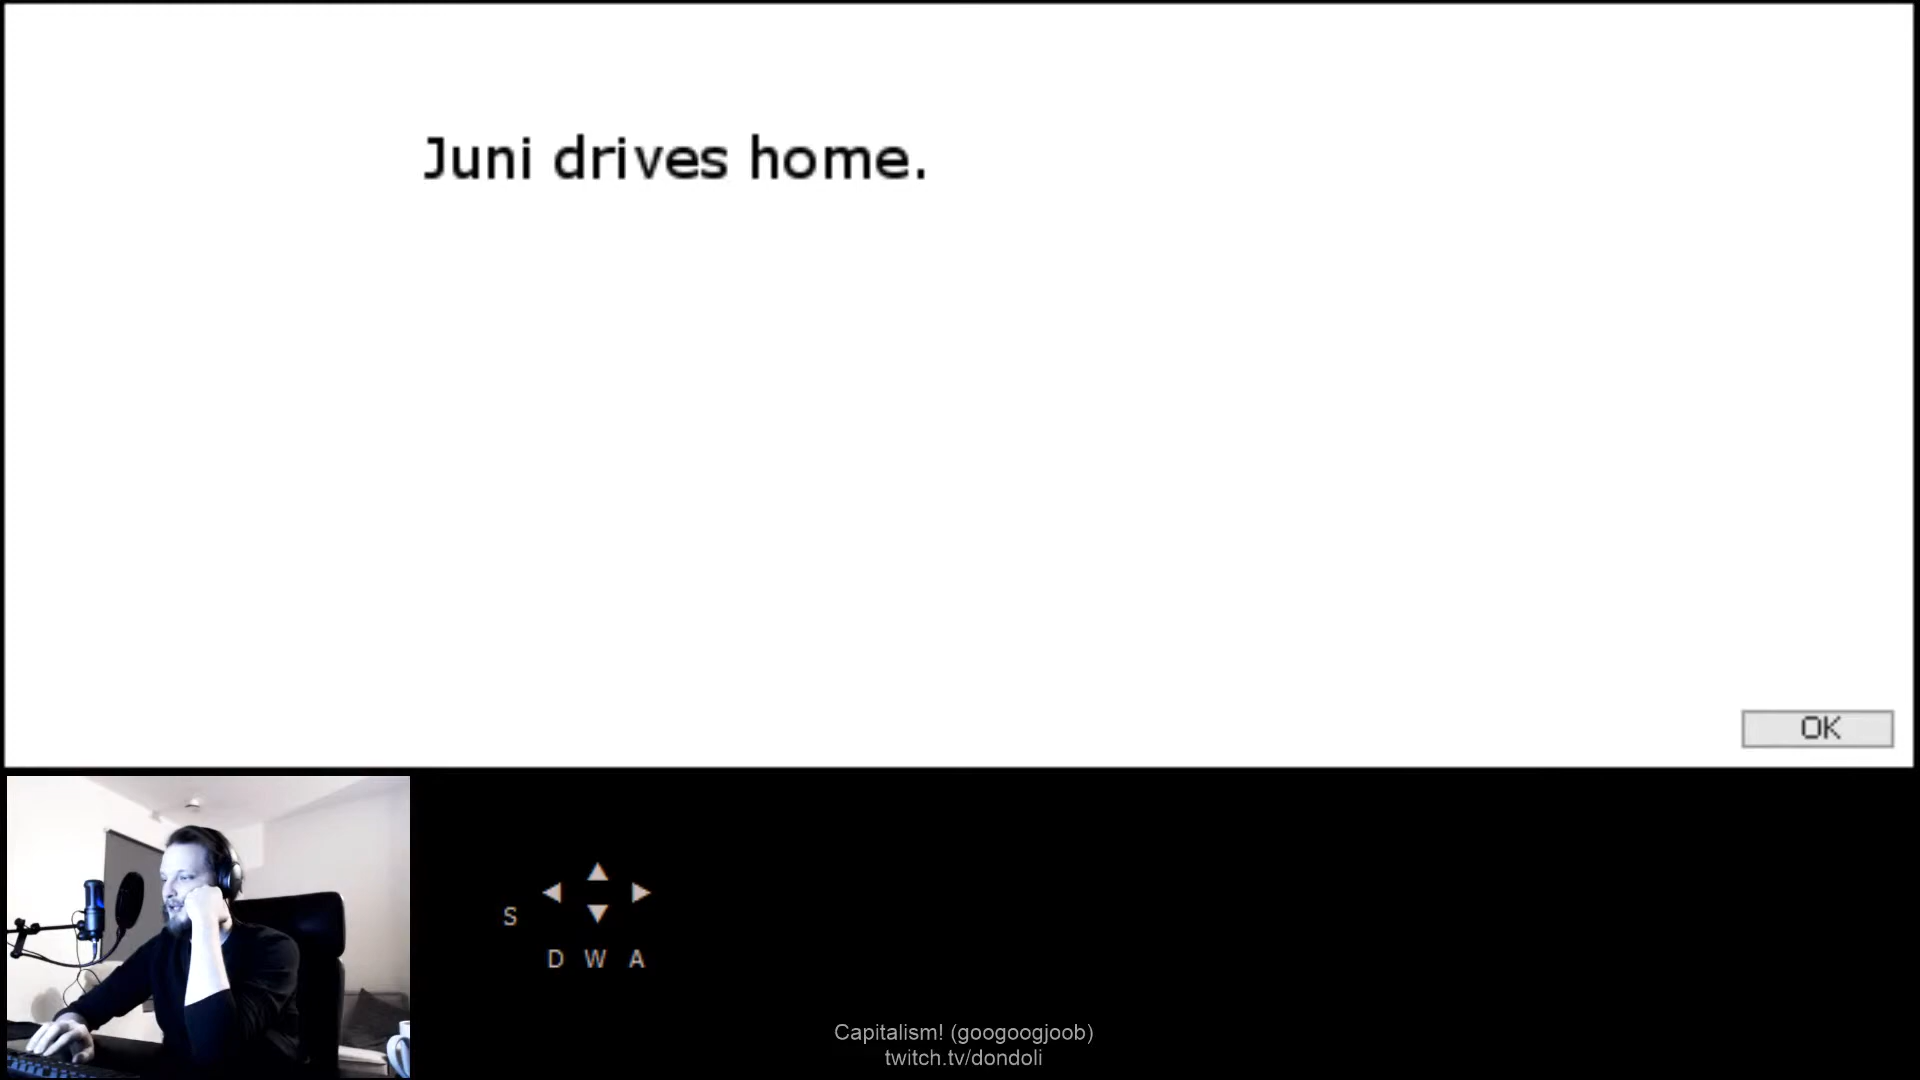 Juni drives home.
OK
S
D W A
Capitalism! (googoogjoob)
twitch.tv/dondoli